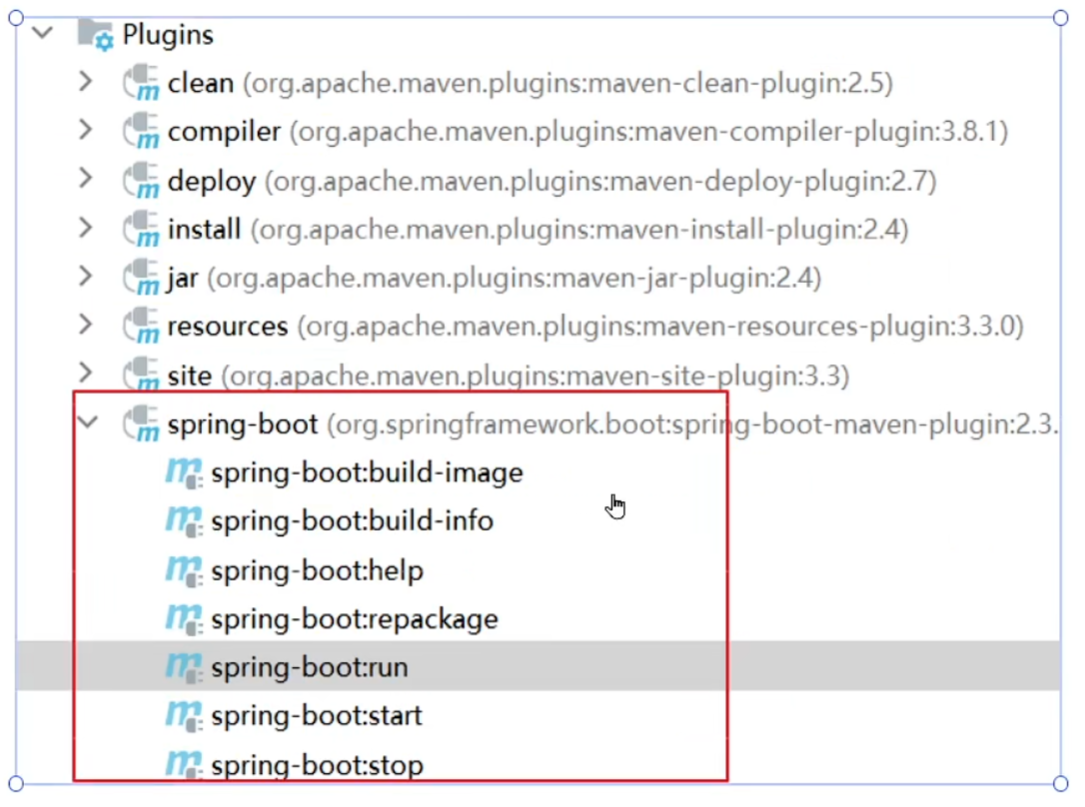 Plugins
clean (org.apache.maven.plugins:maven-clean-plugin:2.5)
compiler (org.apache.maven.plugins:maven-compiler-plugin:3.8.1)
deploy (org.apache.maven.plugins:maven-deploy-plugin:2.7)
install (org.apache.maven.plugins:maven-install-plugin:2.4)
jar (org.apache.maven.plugins:maven-jar-plugin:2.4)
resources (org.apache.maven.plugins:maven-resources-plugin:3.3.0)
site (org.apache.maven.plugins:maven-site-plugin:3.3)
spring-boot (org.springframework.boot:spring-boot-maven-plugin:2.3.
spring-boot:build-image
spring-boot:build-info
spring-boot:help
spring-boot:repackage
spring-boot:run
spring-boot:start
spring-boot:stop